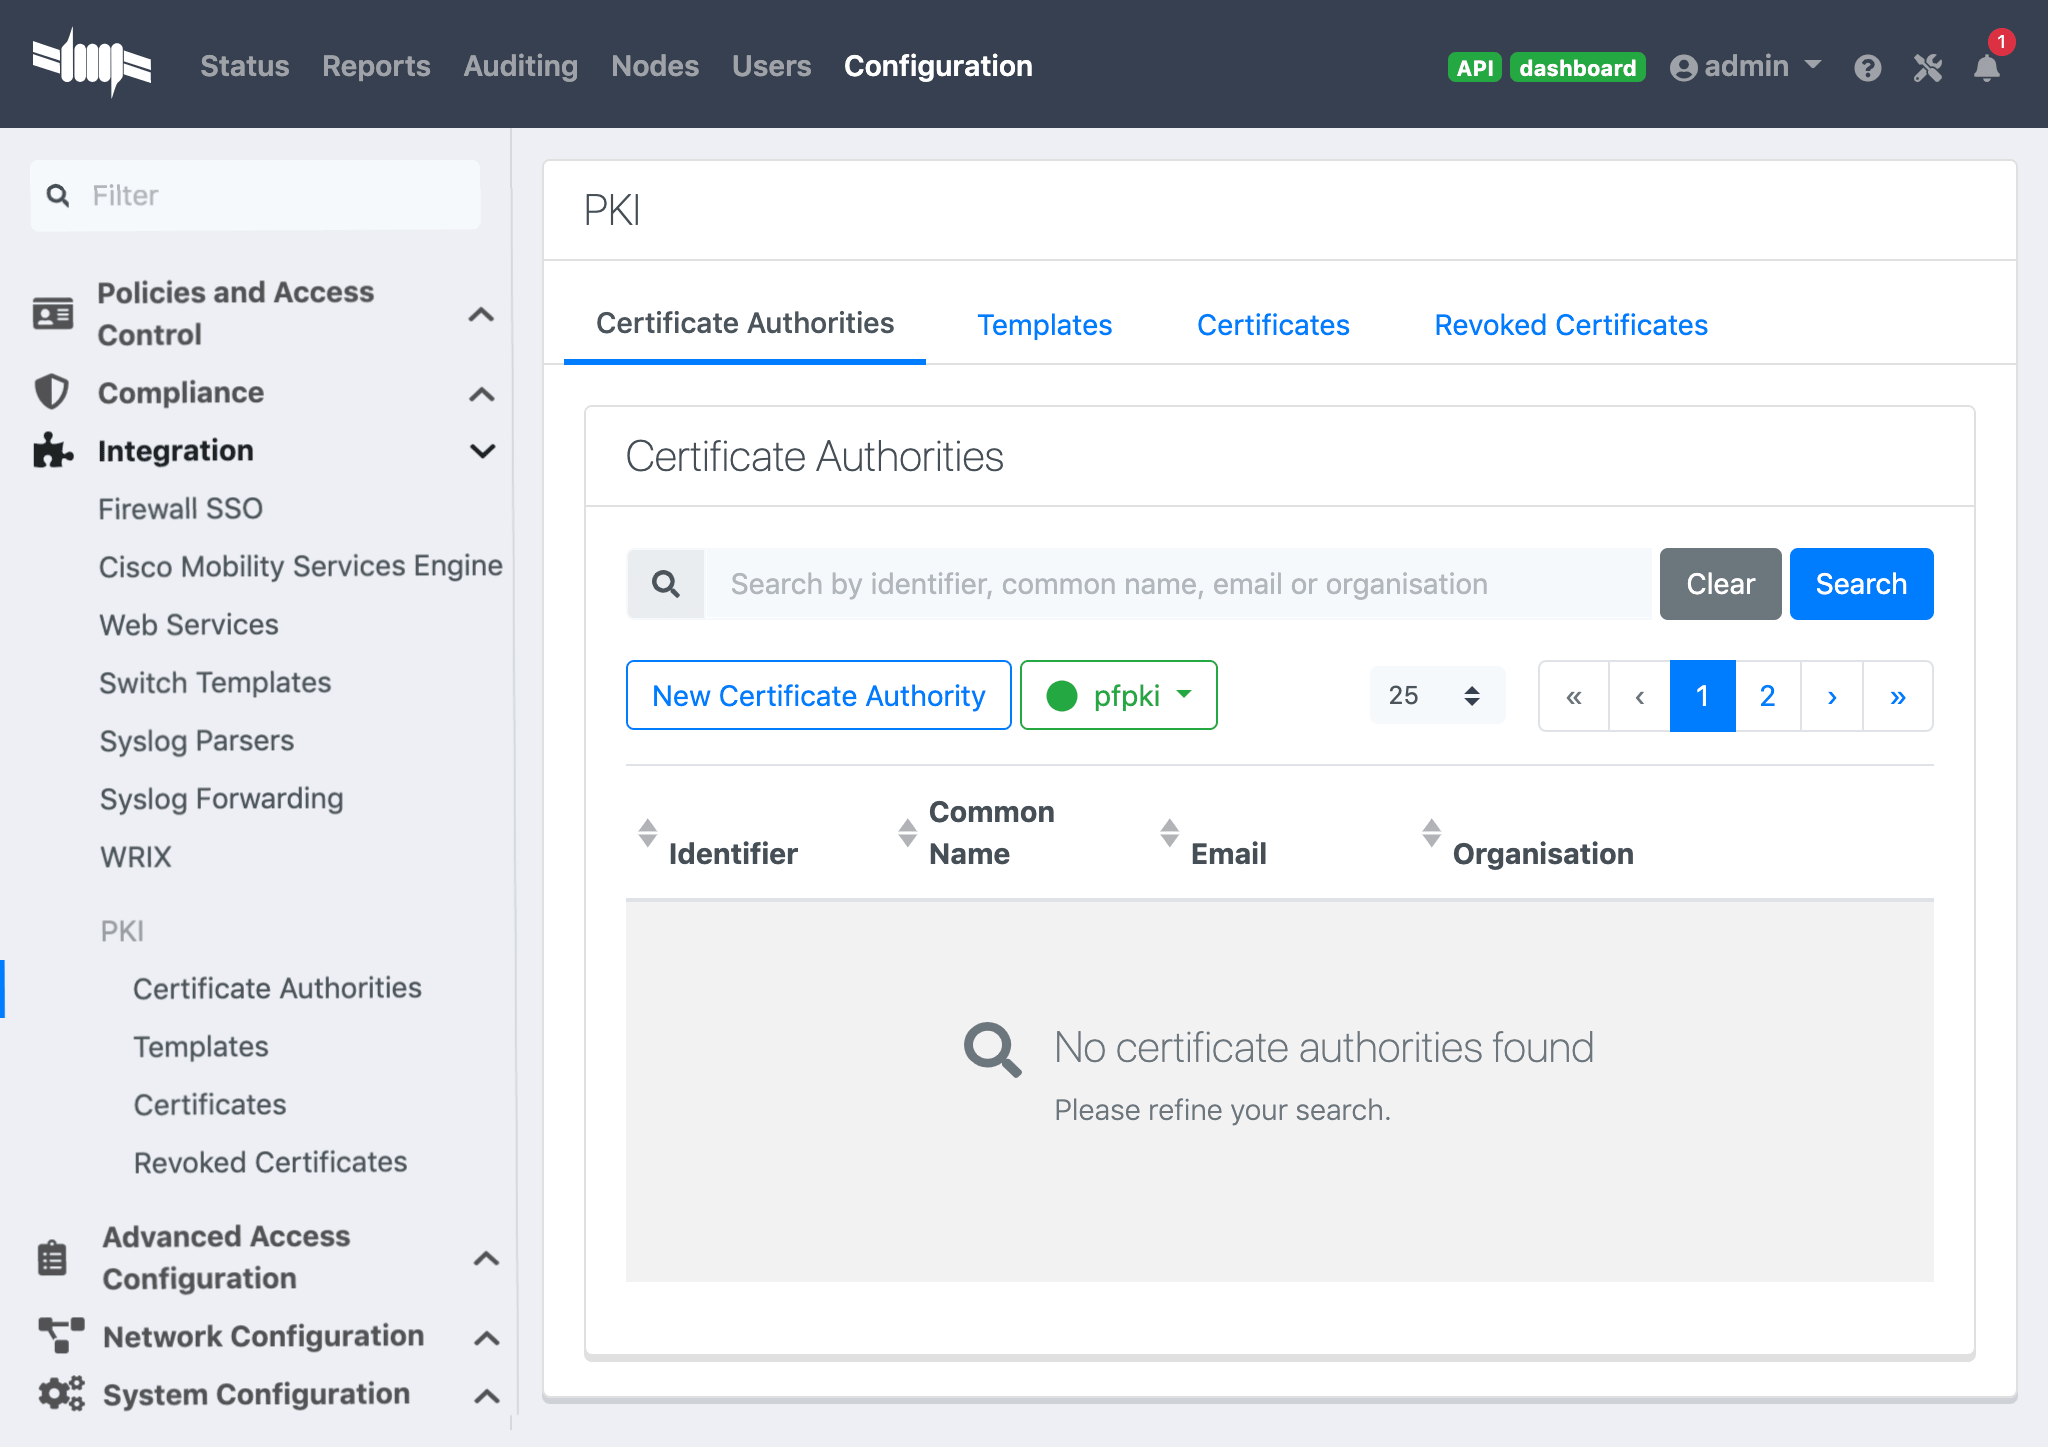 Status Reports Auditing Nodes Users Configuration
API dashboard admin 1
Filter
Policies and Access
Control
Compliance
Integration
Firewall SSO
Cisco Mobility Services Engine
Web Services
Switch Templates
Syslog Parsers
Syslog Forwarding
WRIX
PKI
Certificate Authorities
Templates
Certificates
Revoked Certificates
Advanced Access
Configuration
Network Configuration
System Configuration
PKI
Certificate Authorities Templates Certificates Revoked Certificates
Certificate Authorities
Search by identifier, common name, email or organisation Clear Search
New Certificate Authority pfpki 25 « ‹ 1 2 › »
Identifier Common Name Email Organisation
No certificate authorities found
Please refine your search.